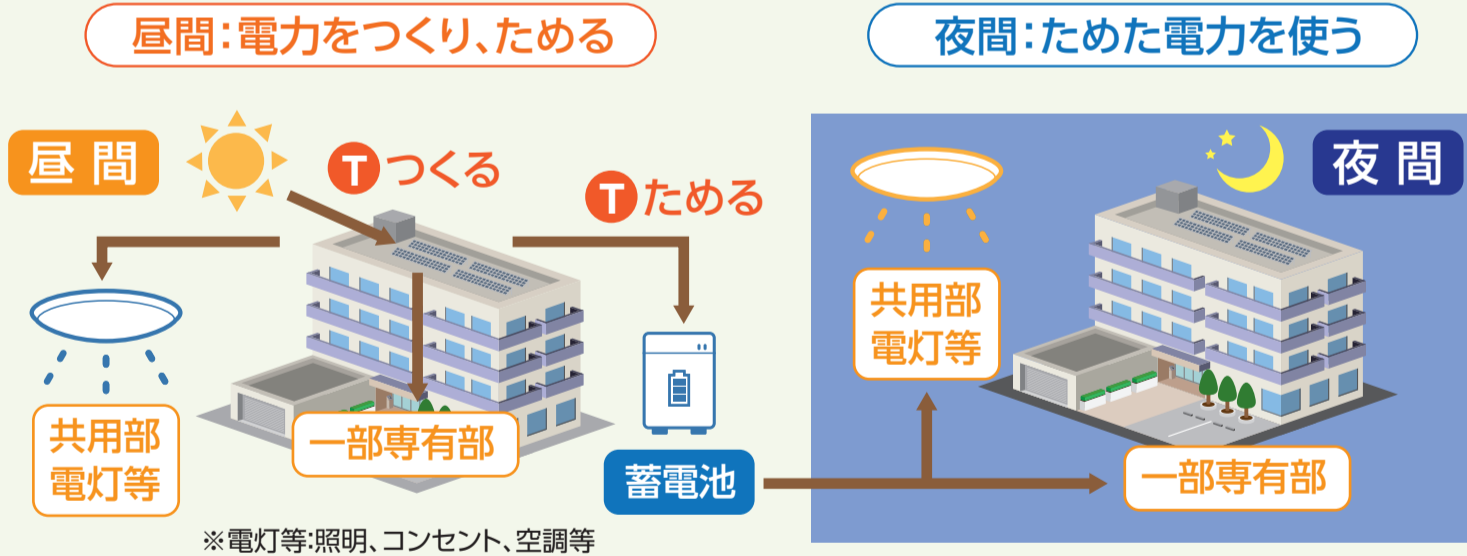 昼間：電力をつくり、ためる
夜間：ためた電力を使う
昼間
Tつくる
Tためる
共用部
電灯等
一部専有部
蓄電池
※電灯等:照明、コンセント、空調等
夜間
共用部
電灯等
一部専有部